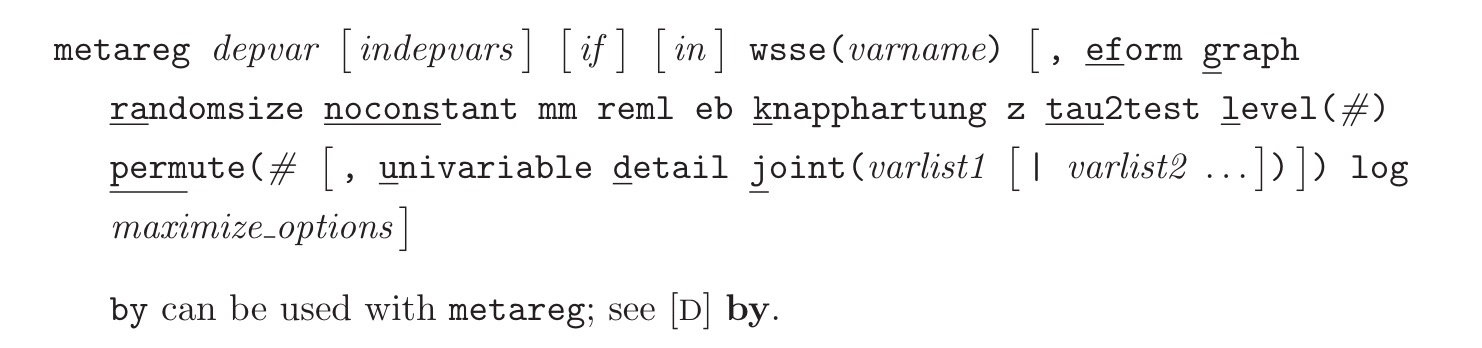 metareg depvar [indepvars] [if] [in] wsse(varname) [, eform graph
randomsize noconstant mm reml eb knapphartung z tau2test level(#)
permute(# [, univariable detail joint(varlist1 [| varlist2 ...])]) log
maximize_options]
by can be used with metareg; see [D] by.